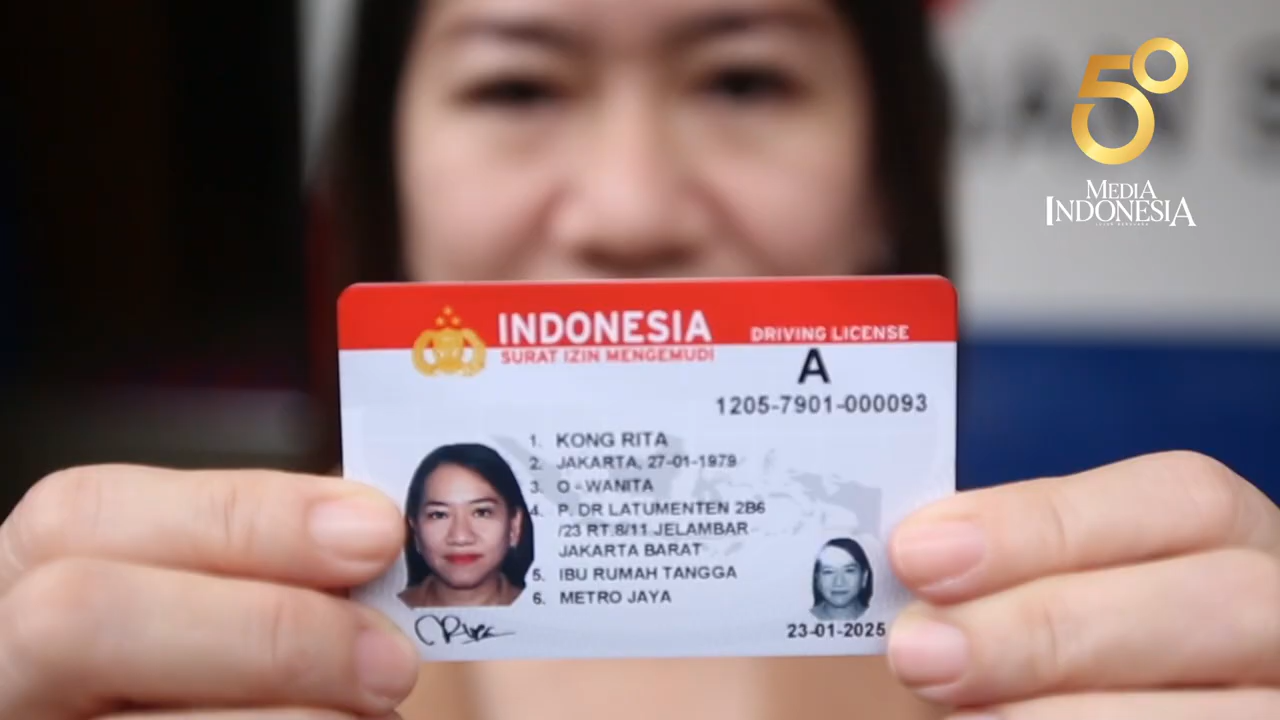 50
MEDIA
INDONESIA
INDONESIA
SURAT IZIN MENGEMUDI
DRIVING LICENSE
A
1205-7901-000093
1. KONG RITA
2. JAKARTA, 27-01-1979
3. O - WANITA
4. P. DR LATUMENTEN 2B6
/23 RT.8/11 JELAMBAR
JAKARTA BARAT
5. IBU RUMAH TANGGA
6. METRO JAYA
23-01-2025